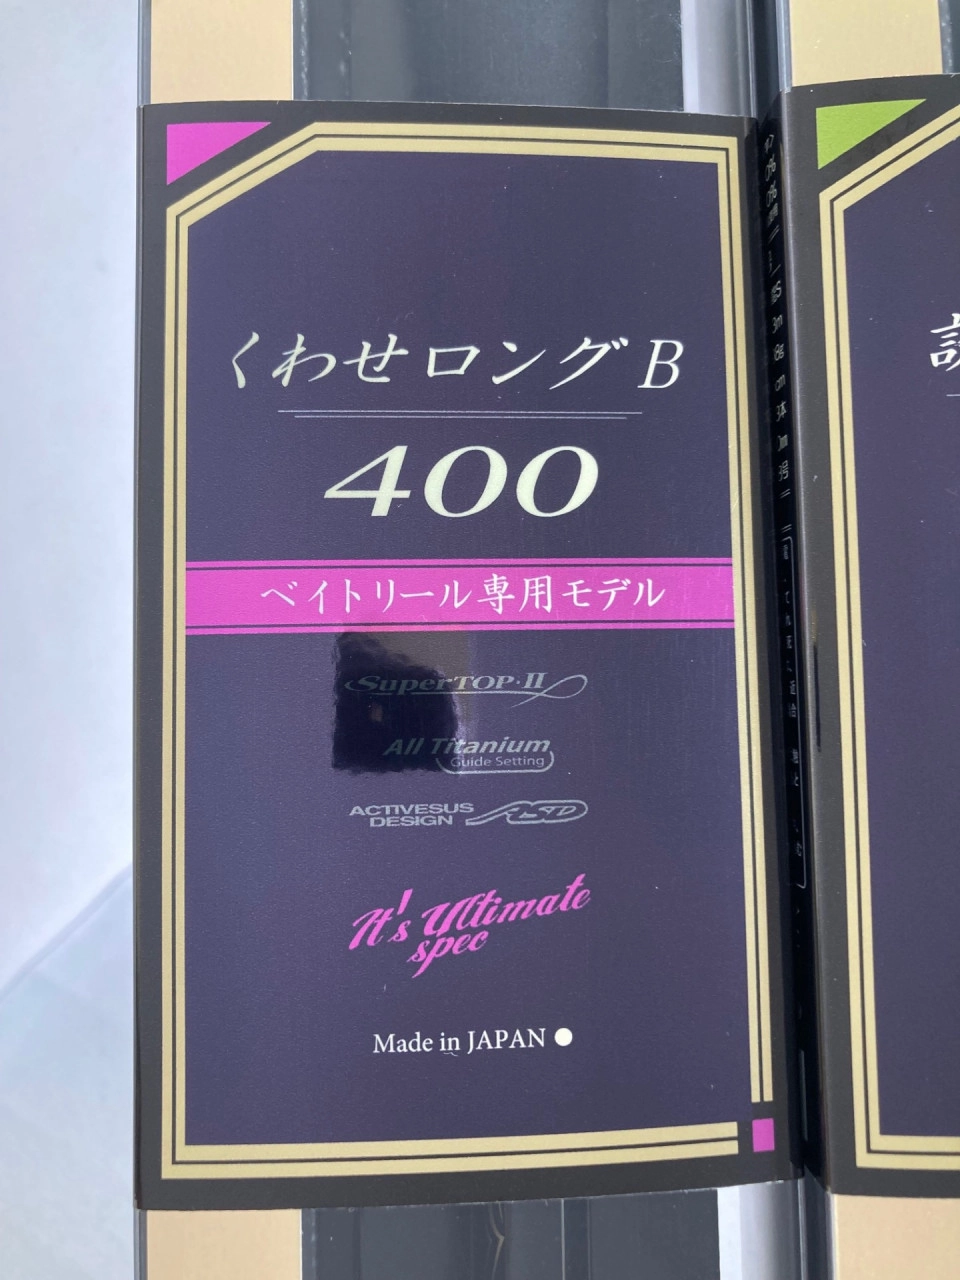 くわせロング B
400
ベイトリール専用モデル
SuperTOP・II
All Titanium
Guide Setting
ACTIVESUS
DESIGN ASD
It's Ultimate
spec
Made in JAPAN